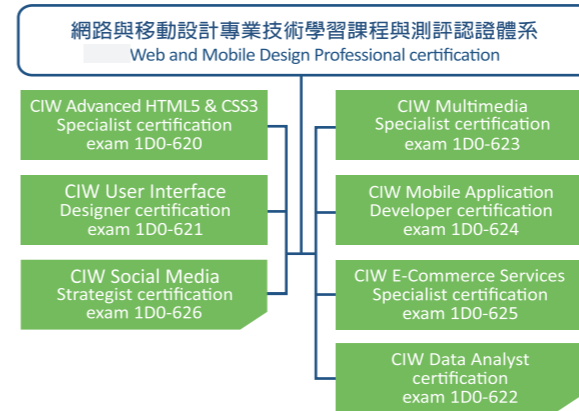 網路與移動設計專業技術學習課程與測評認證體系
Web and Mobile Design Professional certification
CIW Advanced HTML5 & CSS3
Specialist certification
exam 1D0-620
CIW User Interface
Designer certification
exam 1D0-621
CIW Social Media
Strategist certification
exam 1D0-626
CIW Multimedia
Specialist certification
exam 1D0-623
CIW Mobile Application
Developer certification
exam 1D0-624
CIW E-Commerce Services
Specialist certification
exam 1D0-625
CIW Data Analyst
certification
exam 1D0-622